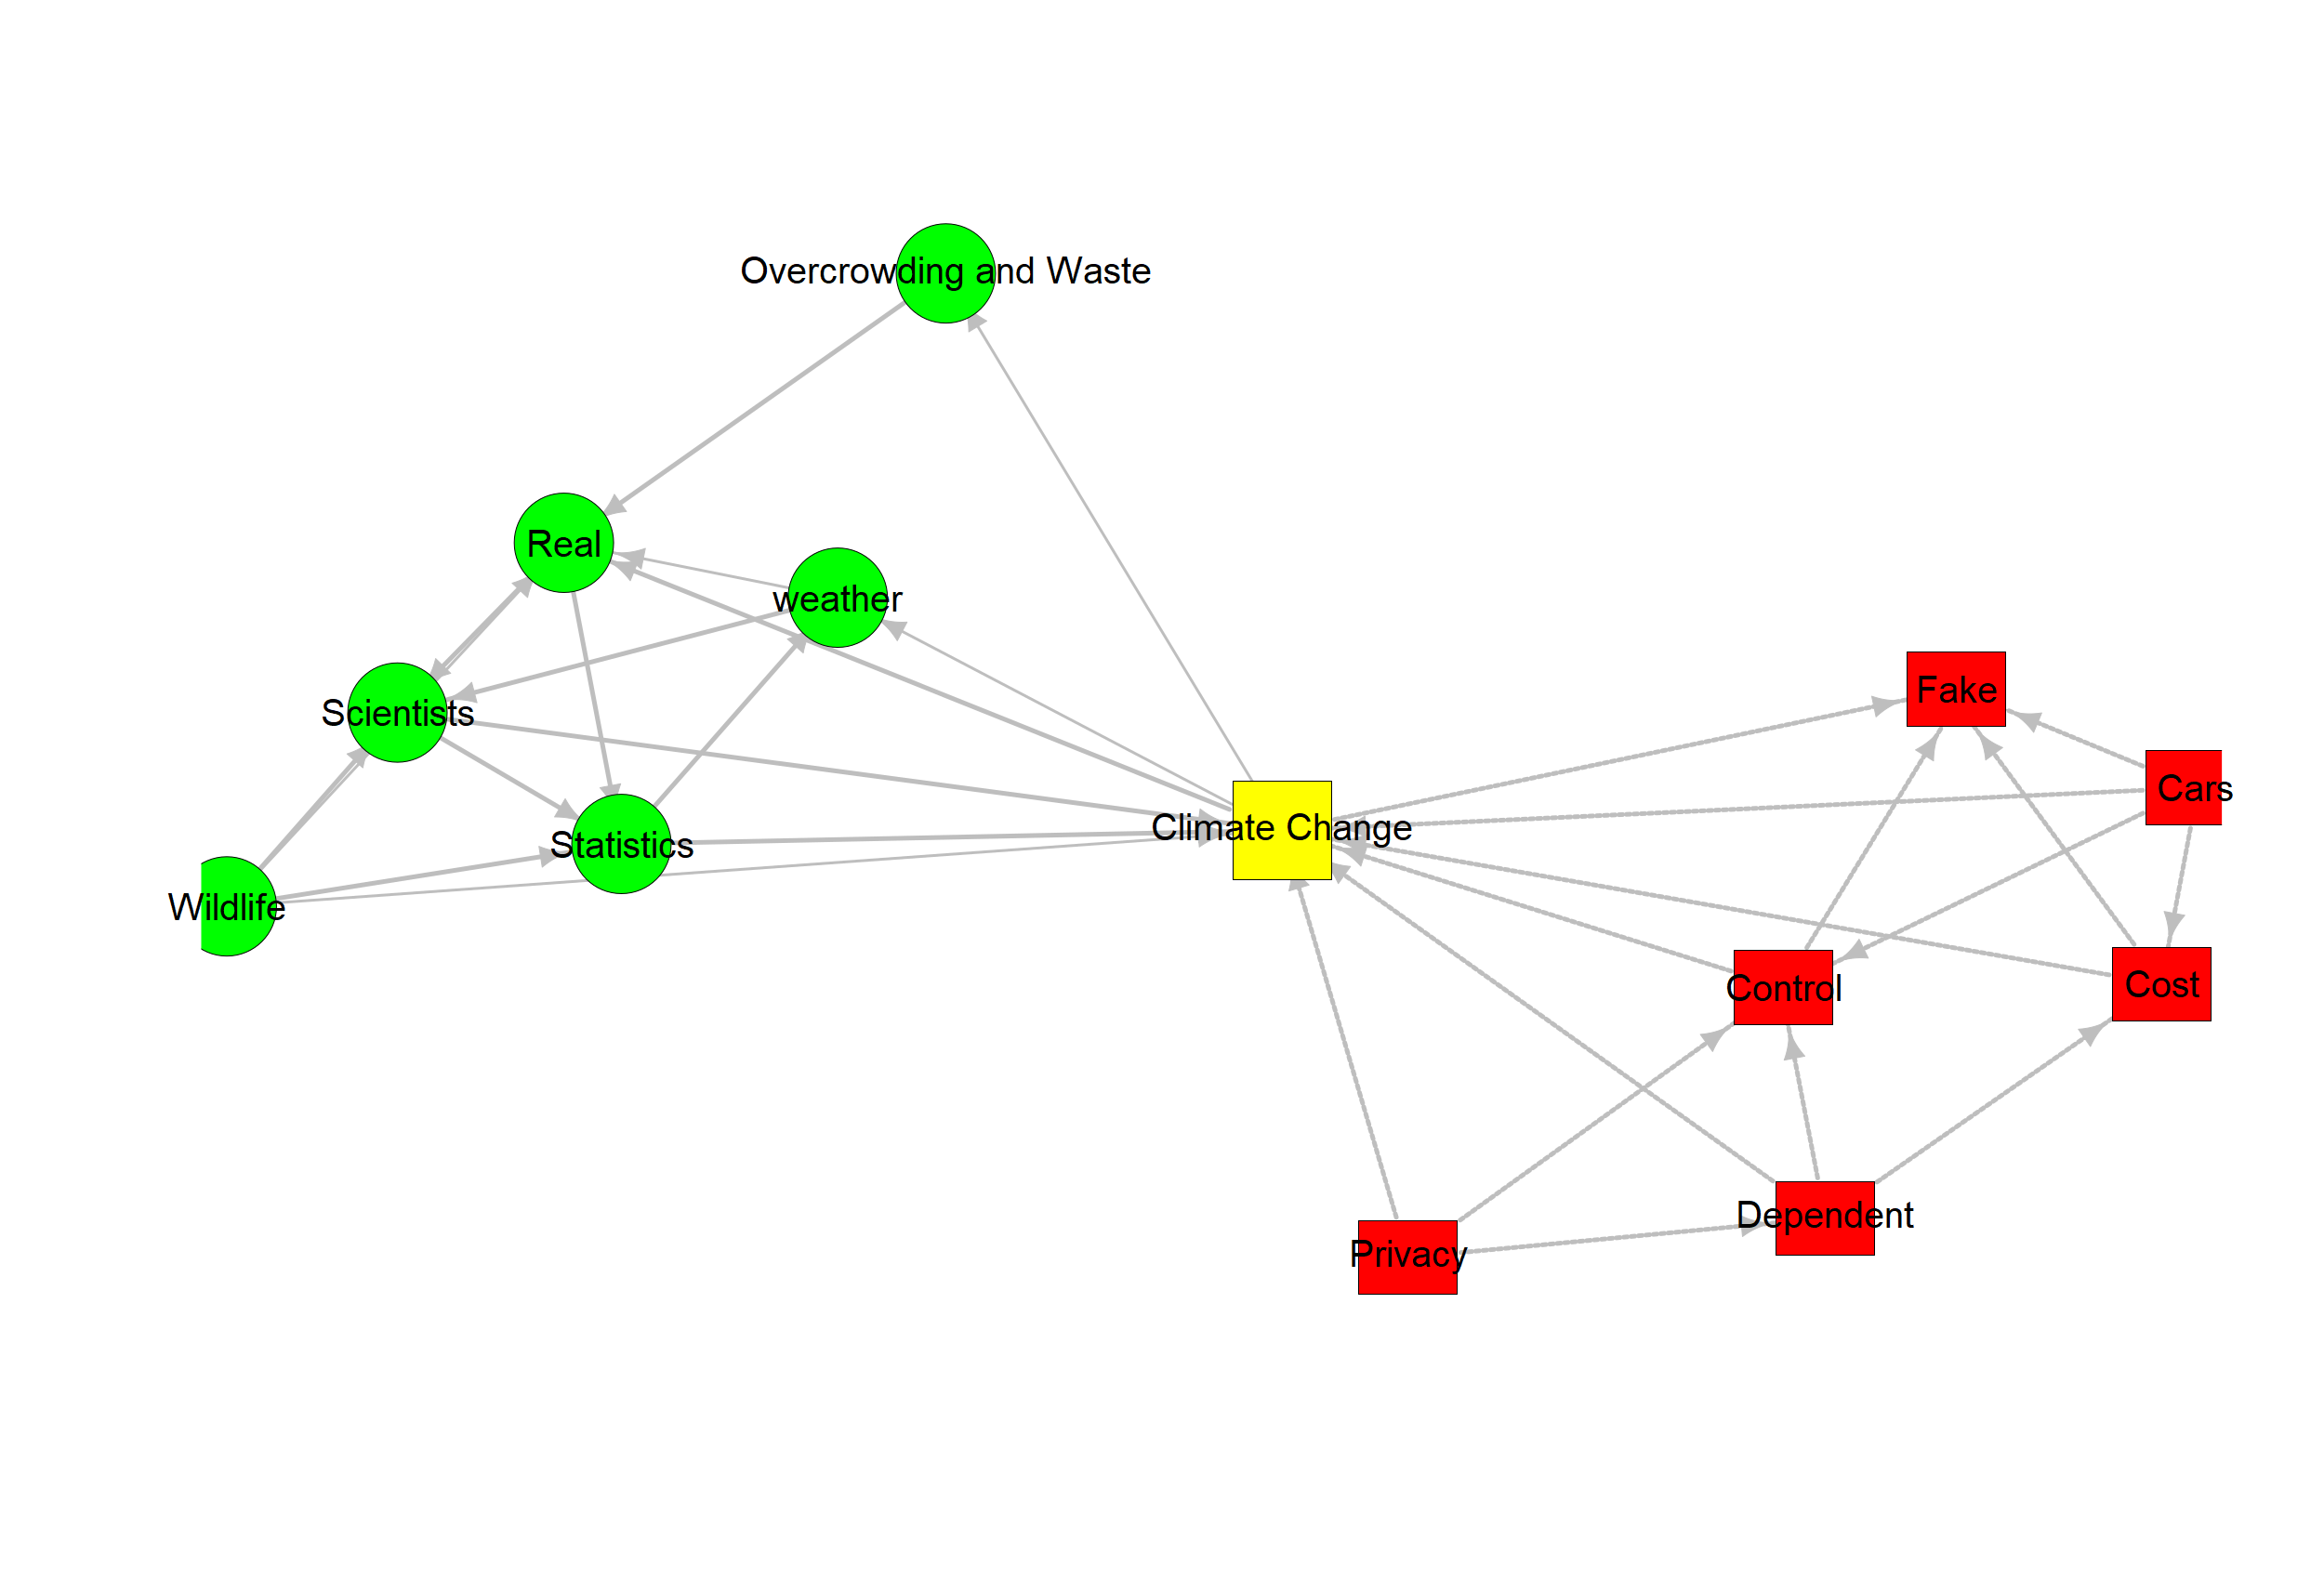 Overcrowding and Waste
Real
weather
Fake
Scientists
Cars
Climate Change
Statistics
Wildlife
Control
Cost
Dependent
Privacy